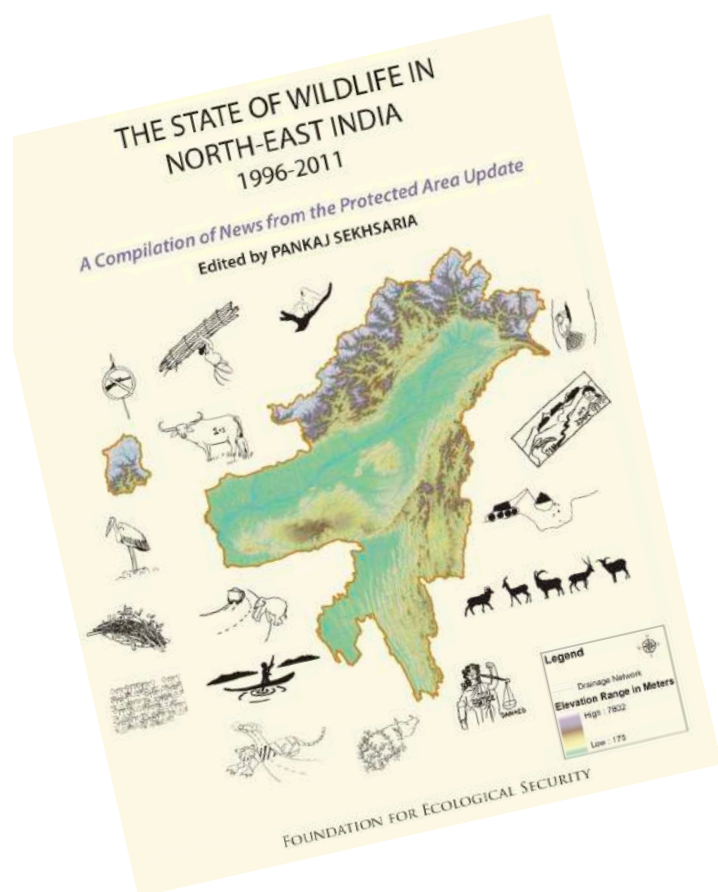 THE STATE OF WILDLIFE IN
NORTH-EAST INDIA
1996-2011
A Compilation of News from the Protected Area Update
Edited by PANKAJ SEKHSARIA
Legend
Drainage Network
Elevation Range in Meters
High : 7802
Low : 175
FOUNDATION FOR ECOLOGICAL SECURITY